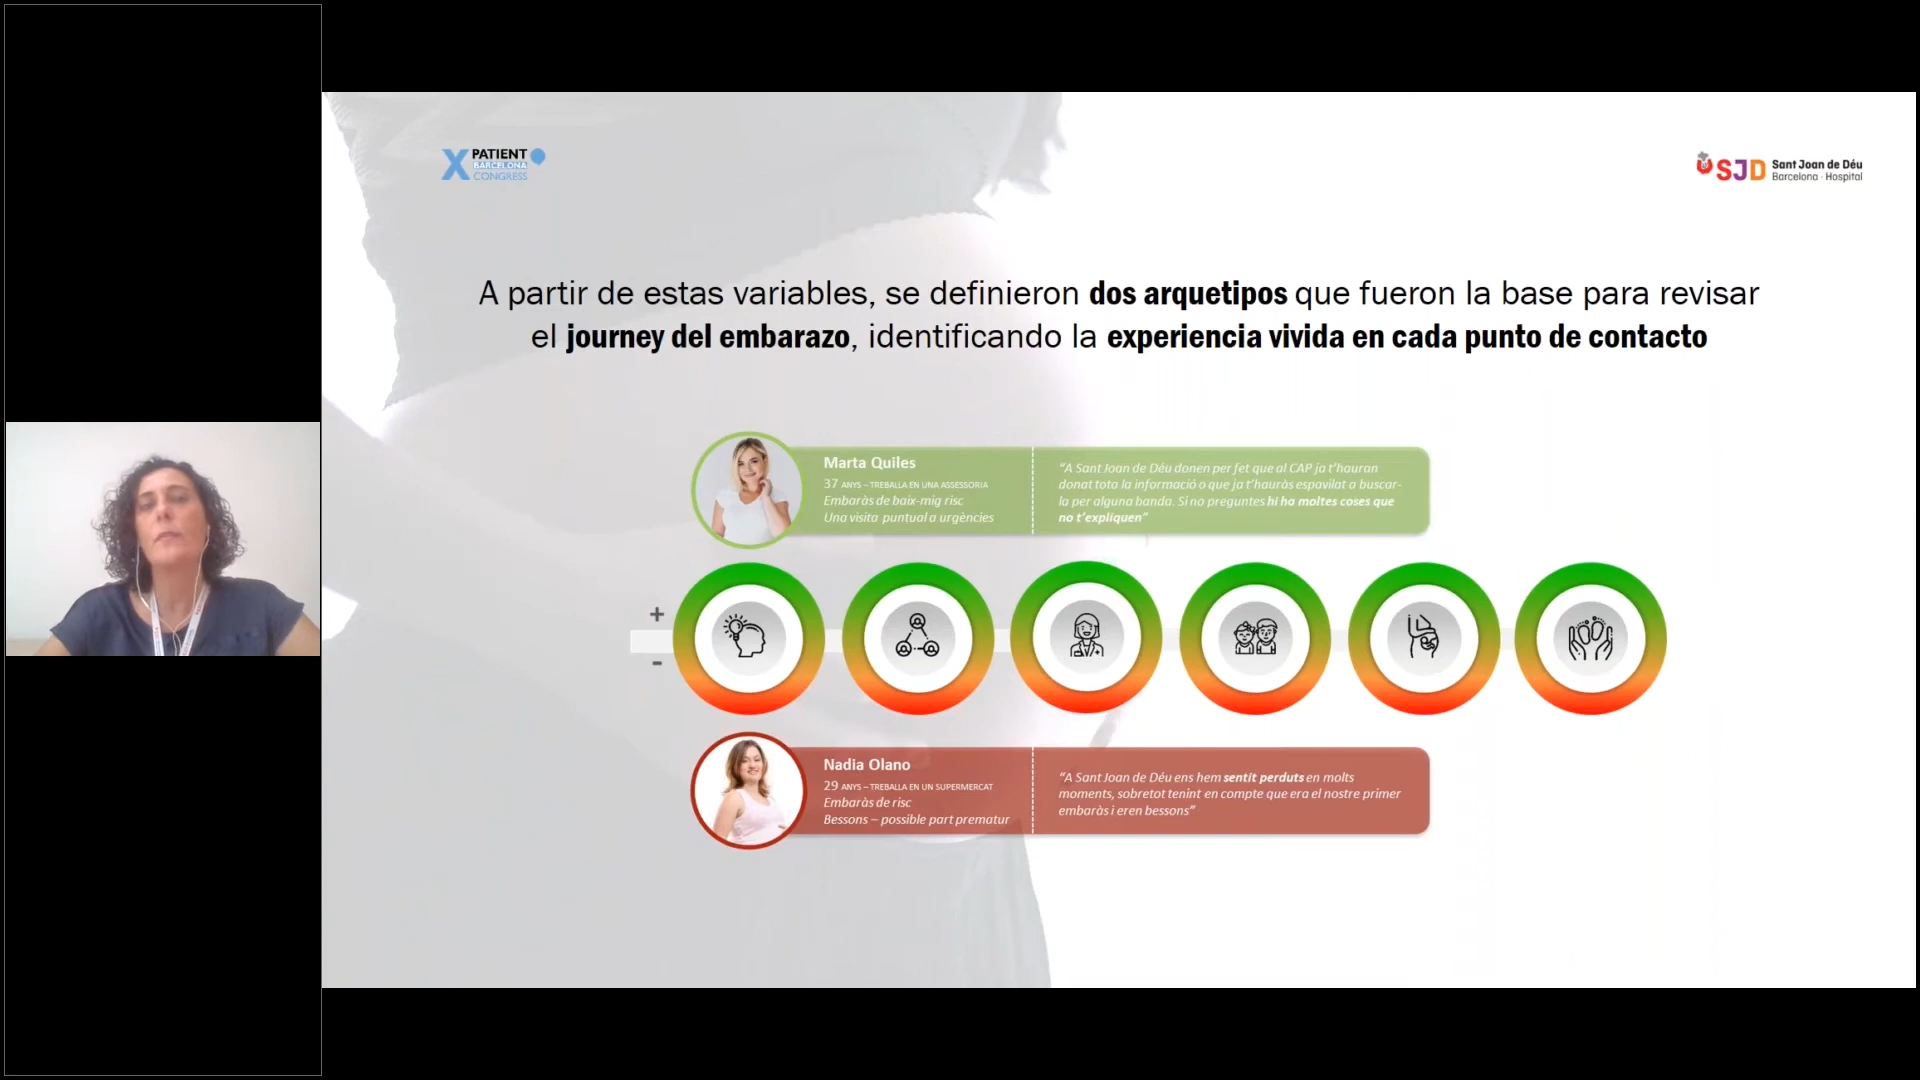 X PATIENT
BARCELONA
CONGRESS
SJD Sant Joan de Déu
Barcelona · Hospital
A partir de estas variables, se definieron dos arquetipos que fueron la base para revisar
el journey del embarazo, identificando la experiencia vivida en cada punto de contacto
Marta Quiles
37 ANYS – TREBALLA EN UNA ASSESSORIA
Embaràs de baix-mig risc
Una visita puntual a urgències
“A Sant Joan de Déu donen per fet que al CAP ja t’hauran
donat tota la informació o que ja t’hauràs espavilat a buscar-
la per alguna banda. Si no preguntes hi ha moltes coses que
no t’expliquen”
+
-
Nadia Olano
29 ANYS – TREBALLA EN UN SUPERMERCAT
Embaràs de risc
Bessons – possible part prematur
“A Sant Joan de Déu ens hem sentit perduts en molts
moments, sobretot tenint en compte que era el nostre primer
embaràs i eren bessons”